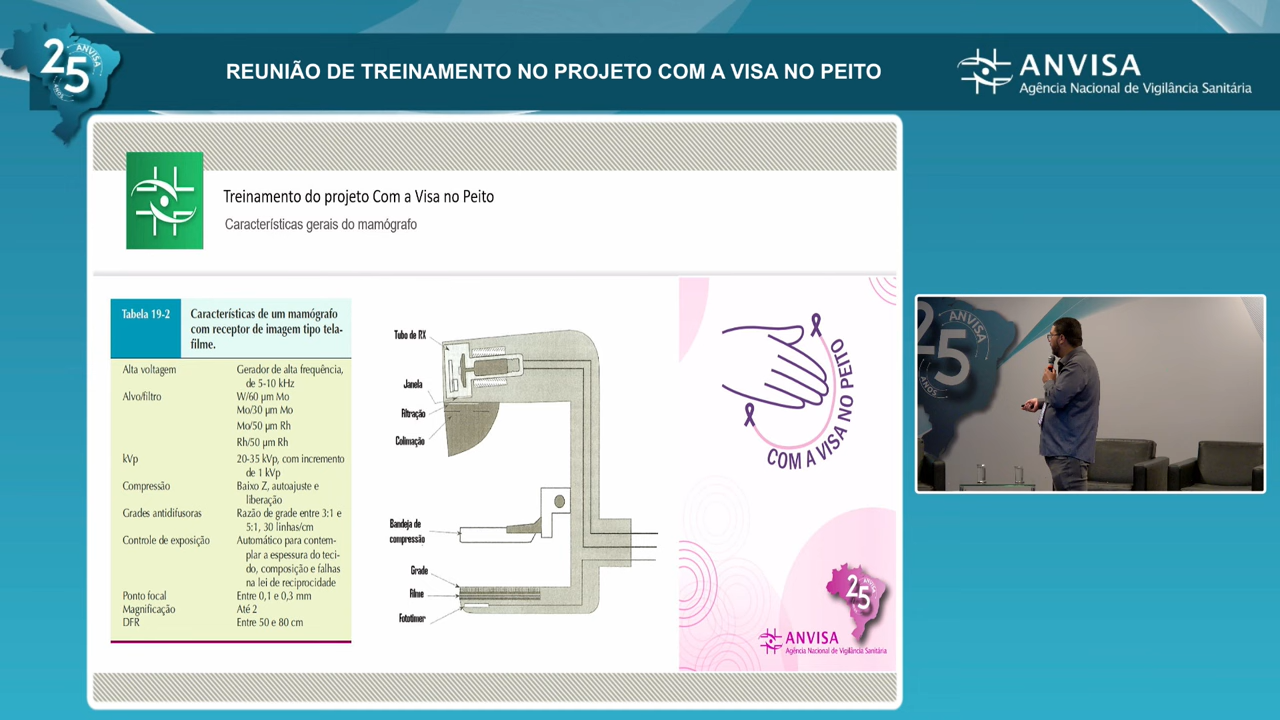 25
ANVISA
ANOS
REUNIÃO DE TREINAMENTO NO PROJETO COM A VISA NO PEITO
ANVISA
Agência Nacional de Vigilância Sanitária
Treinamento do projeto Com a Visa no Peito
Características gerais do mamógrafo
Tabela 19-2
Características de um mamógrafo
com receptor de imagem tipo tela-
filme.
Alta voltagem
Gerador de alta frequência,
de 5-10 kHz
Alvo/filtro
W/60 µm Mo
Mo/30 µm Mo
Mo/50 µm Rh
Rh/50 µm Rh
kVp
20-35 kVp, com incremento
de 1 kVp
Compressão
Baixo Z, autoajuste e
liberação
Grades antidifusoras
Razão de grade entre 3:1 e
5:1, 30 linhas/cm
Controle de exposição
Automático para contem-
plar a espessura do teci-
do, composição e falhas
na lei de reciprocidade
Ponto focal
Entre 0,1 e 0,3 mm
Magnificação
Até 2
DFR
Entre 50 e 80 cm
Tubo de RX
Janela
Filtração
Colimação
Bandeja de
compressão
Grade
Filme
Fototimer
COM A VISA NO PEITO
25
ANVISA
Agência Nacional de Vigilância Sanitária
ANVISA
25
ANOS